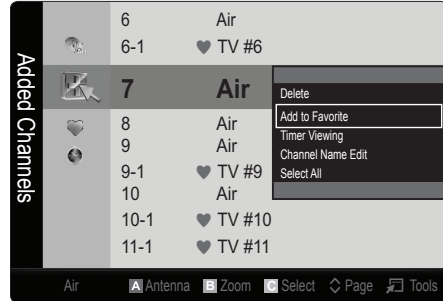 Added Channels
6 Air
6-1 ♥ TV #6
7 Air
8 Air
9 Air
9-1 ♥ TV #9
10 Air
10-1 ♥ TV #10
11-1 ♥ TV #11
Delete
Add to Favorite
Timer Viewing
Channel Name Edit
Select All
Air A Antenna B Zoom C Select Page Tools